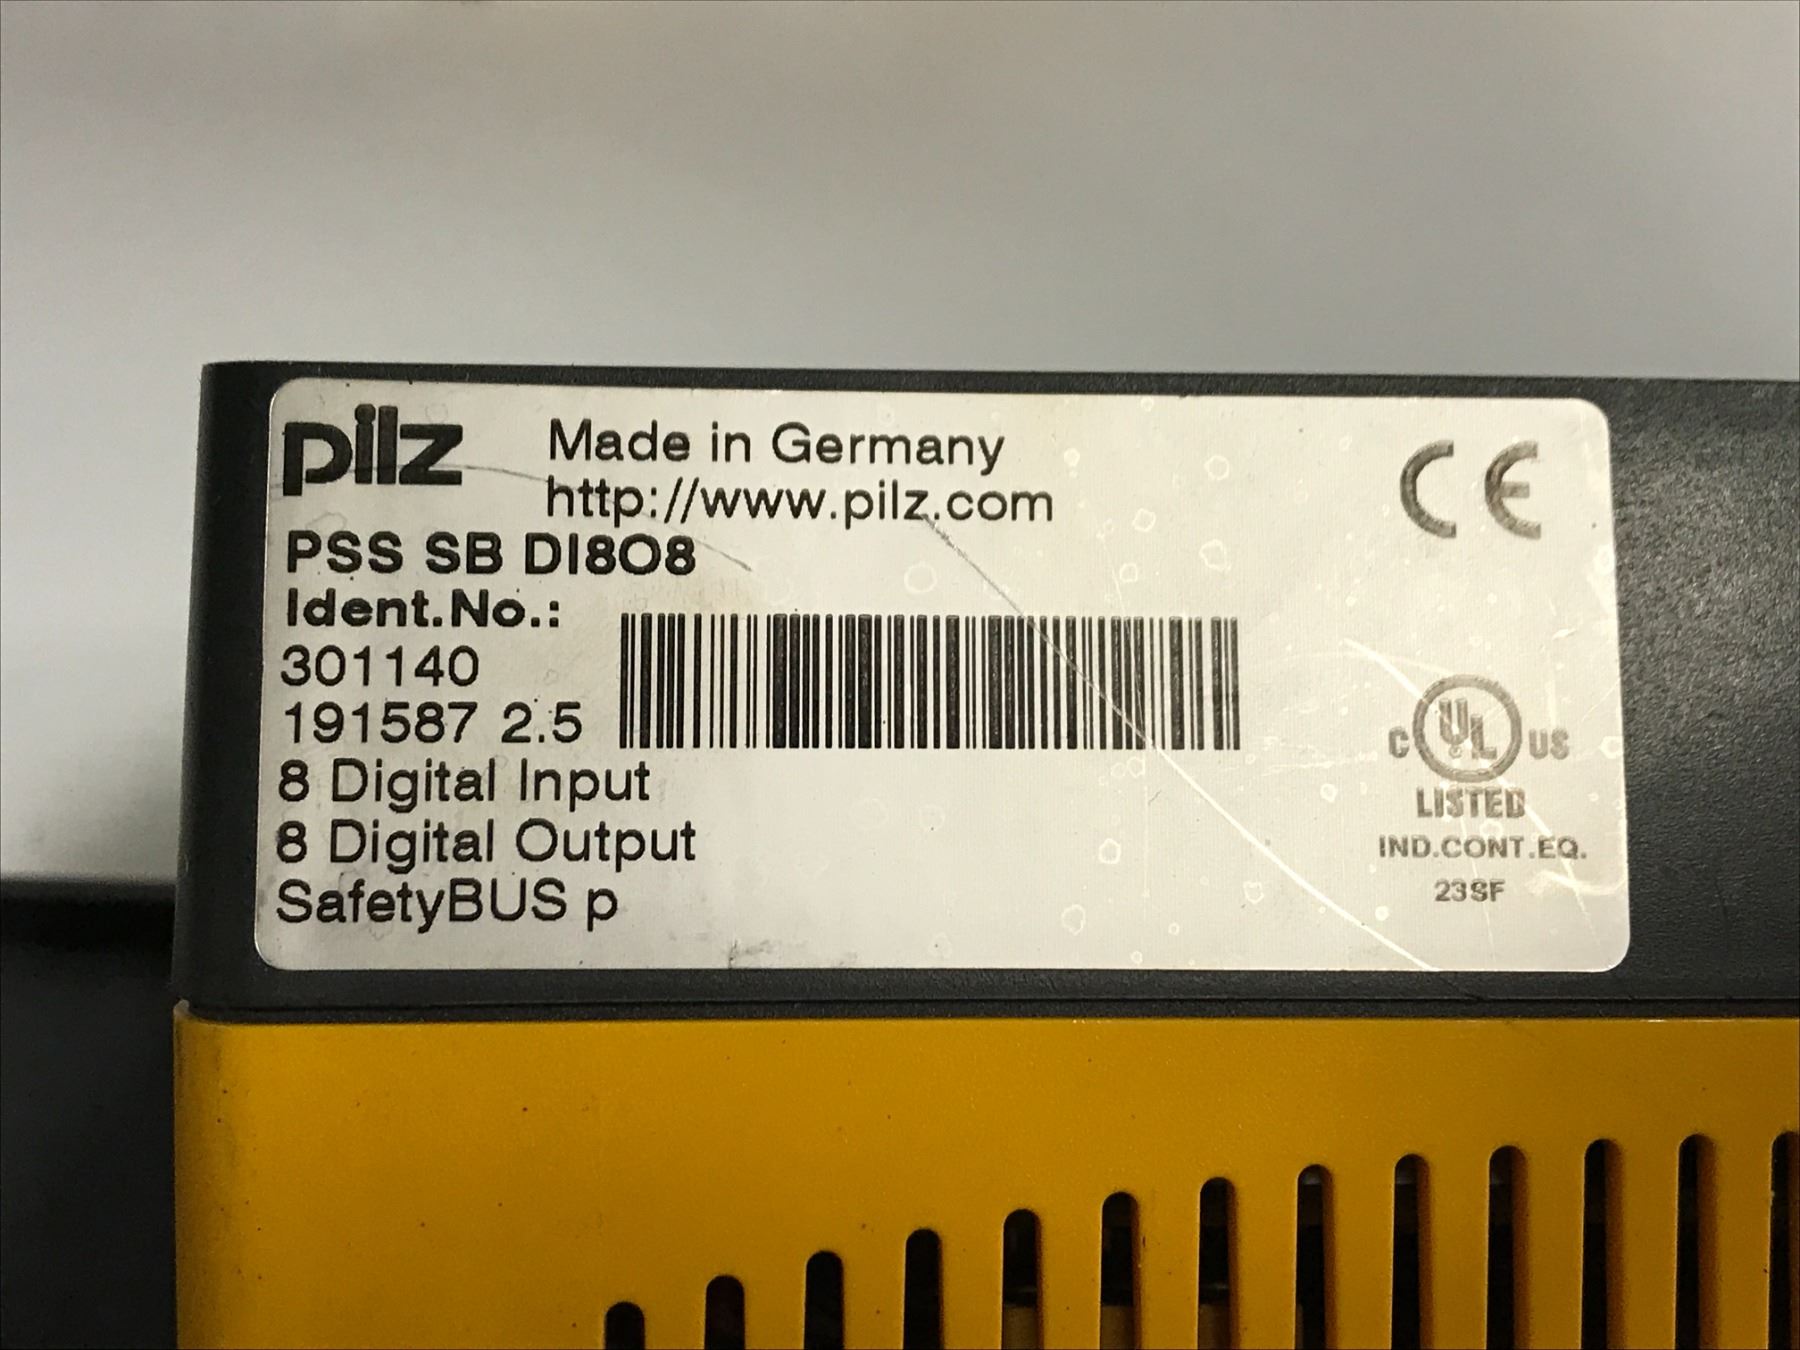 pilz
Made in Germany
http://www.pilz.com
CE
PSS SB DI8O8
Ident.No.:
301140
191587 2.5
8 Digital Input
8 Digital Output
SafetyBUS p
C UL US
LISTED
IND.CONT.EQ.
23SF